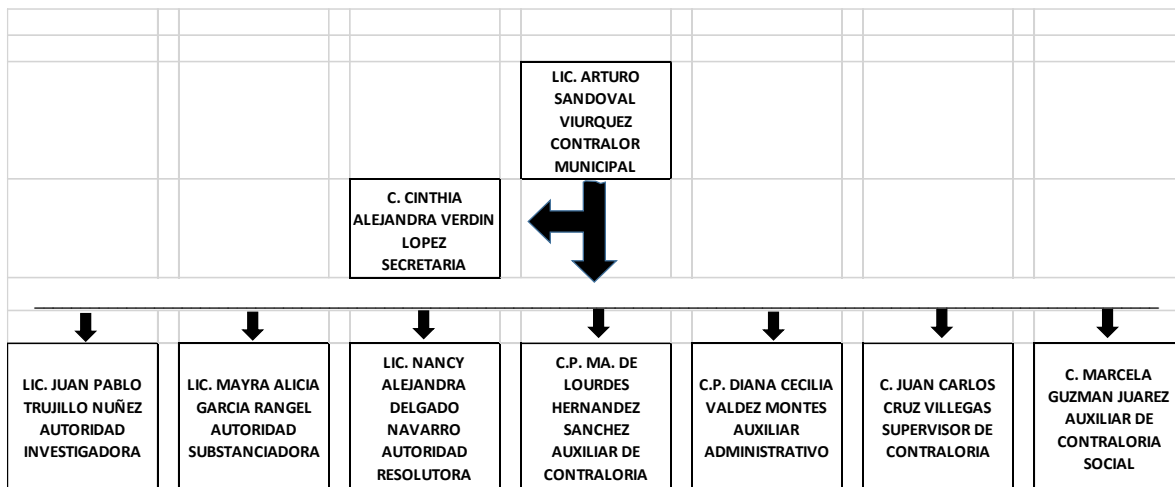 LIC. ARTURO
SANDOVAL
VIURQUEZ
CONTRALOR
MUNICIPAL
C. CINTHIA
ALEJANDRA VERDIN
LOPEZ
SECRETARIA
LIC. JUAN PABLO
TRUJILLO NUÑEZ
AUTORIDAD
INVESTIGADORA
LIC. MAYRA ALICIA
GARCIA RANGEL
AUTORIDAD
SUBSTANCIADORA
LIC. NANCY
ALEJANDRA
DELGADO
NAVARRO
AUTORIDAD
RESOLUTORA
C.P. MA. DE
LOURDES
HERNANDEZ
SANCHEZ
AUXILIAR DE
CONTRALORIA
C.P. DIANA CECILIA
VALDEZ MONTES
AUXILIAR
ADMINISTRATIVO
C. JUAN CARLOS
CRUZ VILLEGAS
SUPERVISOR DE
CONTRALORIA
C. MARCELA
GUZMAN JUAREZ
AUXILIAR DE
CONTRALORIA
SOCIAL